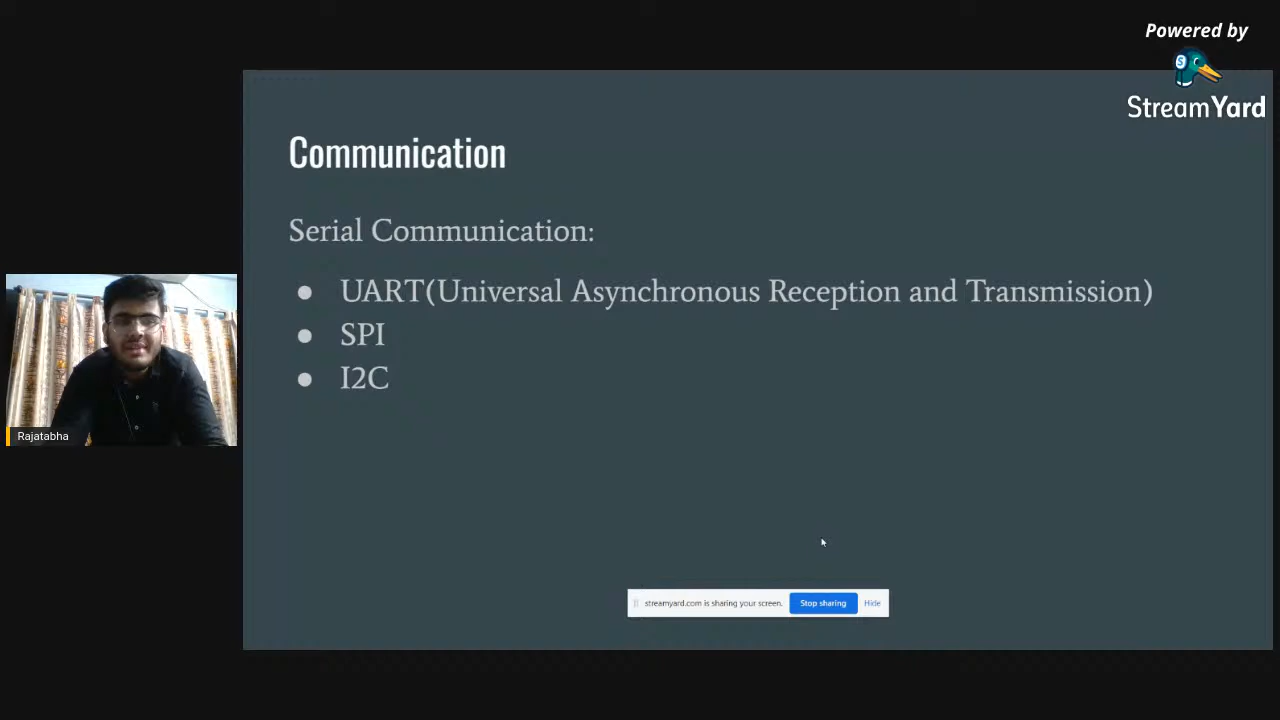 Powered by
StreamYard
Communication
Serial Communication:
● UART(Universal Asynchronous Reception and Transmission)
● SPI
● I2C
Rajatabha
streamyard.com is sharing your screen. Stop sharing Hide